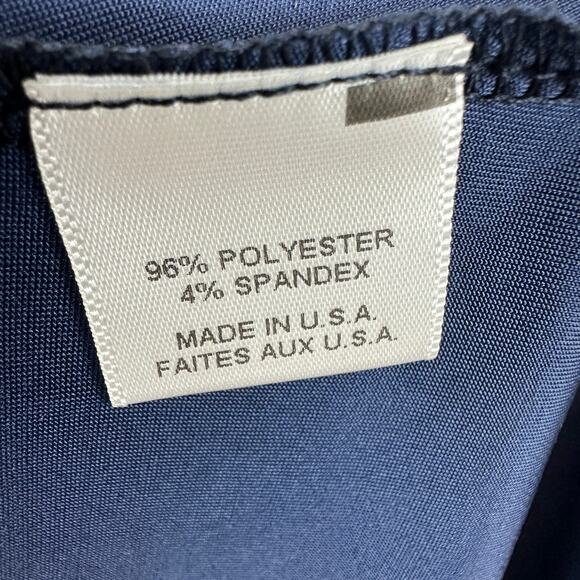 96% POLYESTER
4% SPANDEX
MADE IN U.S.A.
FAITES AUX U.S.A.